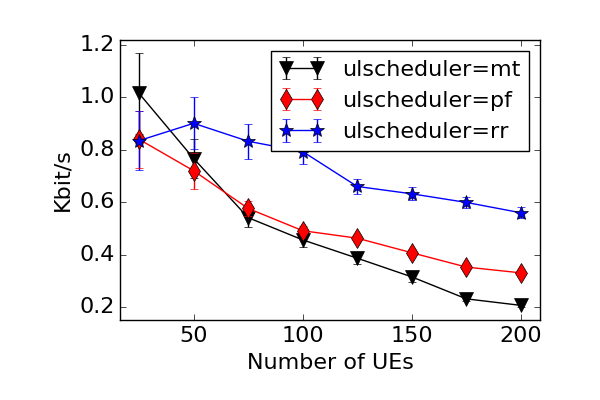 1.2
1.0
0.8
0.6
0.4
0.2
Kbit/s
ulscheduler=mt
ulscheduler=pf
ulscheduler=rr
50
100
150
200
Number of UEs